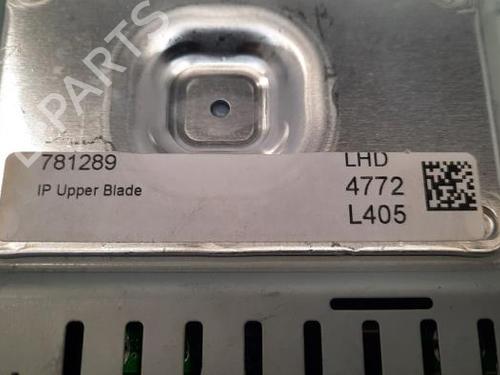 B-PARTS
781289 LHD
IP Upper Blade 4772
L405